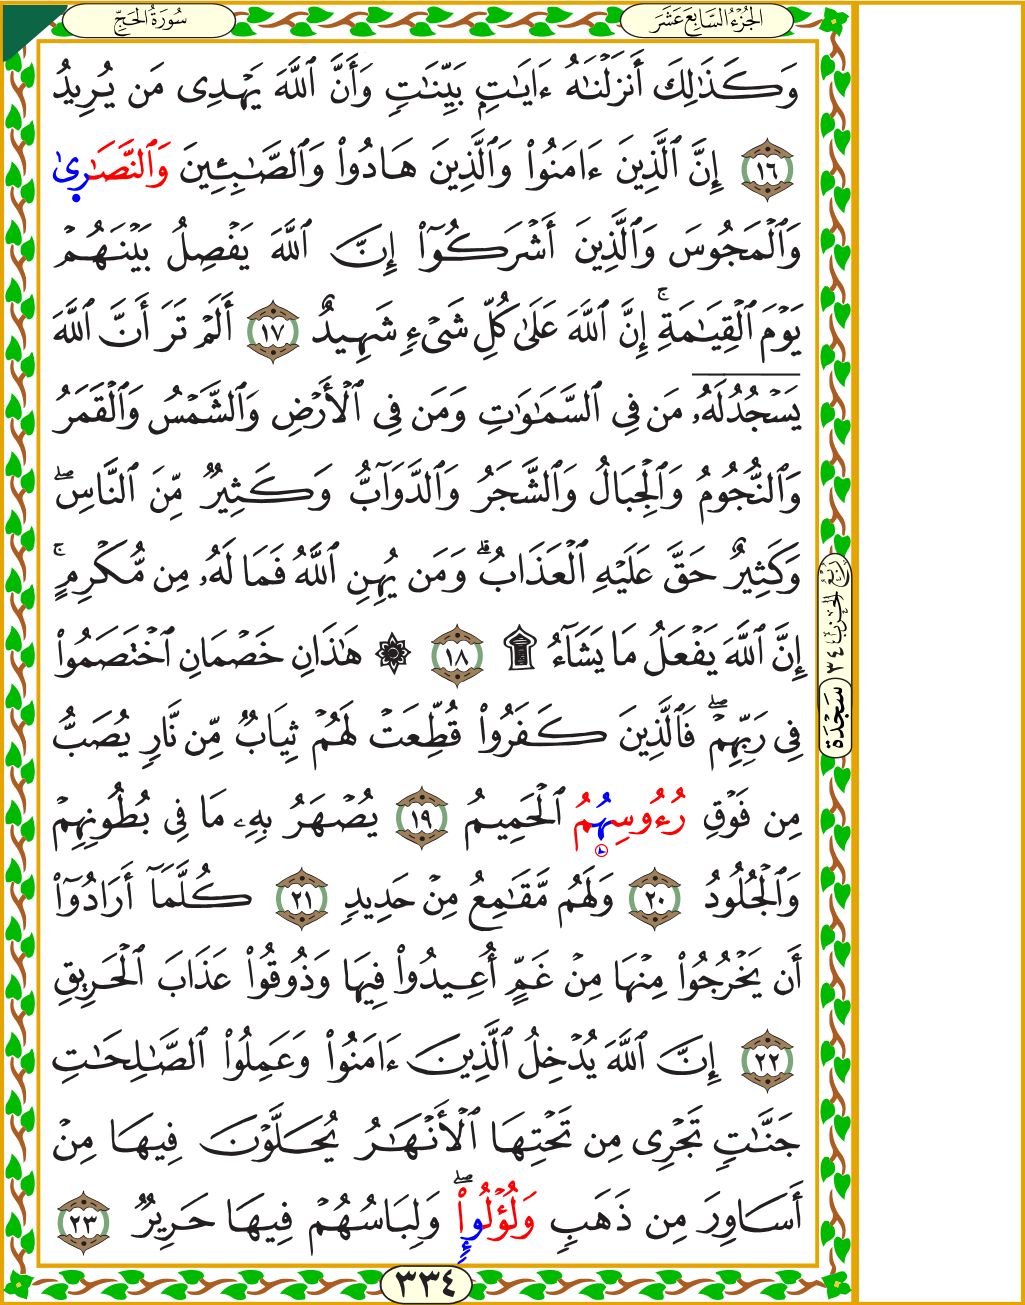 الجُزْءُ السَّابِعَ عَشَرَ
سُورَةُ الحَجِّ
وَكَذَٰلِكَ أَنزَلْنَٰهُ ءَايَٰتٍۭ بَيِّنَٰتٍ وَأَنَّ ٱللَّهَ يَهْدِى مَن يُرِيدُ
١٦ إِنَّ ٱلَّذِينَ ءَامَنُوا۟ وَٱلَّذِينَ هَادُوا۟ وَٱلصَّٰبِـِٔينَ وَٱلنَّصَٰرِىٰ
وَٱلْمَجُوسَ وَٱلَّذِينَ أَشْرَكُوٓا۟ إِنَّ ٱللَّهَ يَفْصِلُ بَيْنَهُمْ
يَوْمَ ٱلْقِيَٰمَةِ ۚ إِنَّ ٱللَّهَ عَلَىٰ كُلِّ شَىْءٍ شَهِيدٌ ١٧ أَلَمْ تَرَ أَنَّ ٱللَّهَ
يَسْجُدُ لَهُۥ مَن فِى ٱلسَّمَٰوَٰتِ وَمَن فِى ٱلْأَرْضِ وَٱلشَّمْسُ وَٱلْقَمَرُ
وَٱلنُّجُومُ وَٱلْجِبَالُ وَٱلشَّجَرُ وَٱلدَّوَآبُّ وَكَثِيرٌ مِّنَ ٱلنَّاسِ ۖ
وَكَثِيرٌ حَقَّ عَلَيْهِ ٱلْعَذَابُ ۗ وَمَن يُهِنِ ٱللَّهُ فَمَا لَهُۥ مِن مُّكْرِمٍ ۚ
إِنَّ ٱللَّهَ يَفْعَلُ مَا يَشَآءُ ۩ ١٨ ۞ هَٰذَانِ خَصْمَانِ ٱخْتَصَمُوا۟
فِى رَبِّهِمْ ۖ فَٱلَّذِينَ كَفَرُوا۟ قُطِّعَتْ لَهُمْ ثِيَابٌ مِّن نَّارٍ يُصَبُّ
مِن فَوْقِ رُءُوسِهُِمُ ٱلْحَمِيمُ ١٩ يُصْهَرُ بِهِۦ مَا فِى بُطُونِهِمْ
وَٱلْجُلُودُ ٢٠ وَلَهُم مَّقَٰمِعُ مِنْ حَدِيدٍ ٢١ كُلَّمَآ أَرَادُوٓا۟
أَن يَخْرُجُوا۟ مِنْهَا مِنْ غَمٍّ أُعِيدُوا۟ فِيهَا وَذُوقُوا۟ عَذَابَ ٱلْحَرِيقِ
٢٢ إِنَّ ٱللَّهَ يُدْخِلُ ٱلَّذِينَ ءَامَنُوا۟ وَعَمِلُوا۟ ٱلصَّٰلِحَٰتِ
جَنَّٰتٍ تَجْرِى مِن تَحْتِهَا ٱلْأَنْهَٰرُ يُحَلَّوْنَ فِيهَا مِنْ
أَسَاوِرَ مِن ذَهَبٍ وَلُؤْلُوإٍا۟ ۖ وَلِبَاسُهُمْ فِيهَا حَرِيرٌ ٢٣
٣٣٤
رُبْعُ الحِزْب ٣٤
سَجْدَة